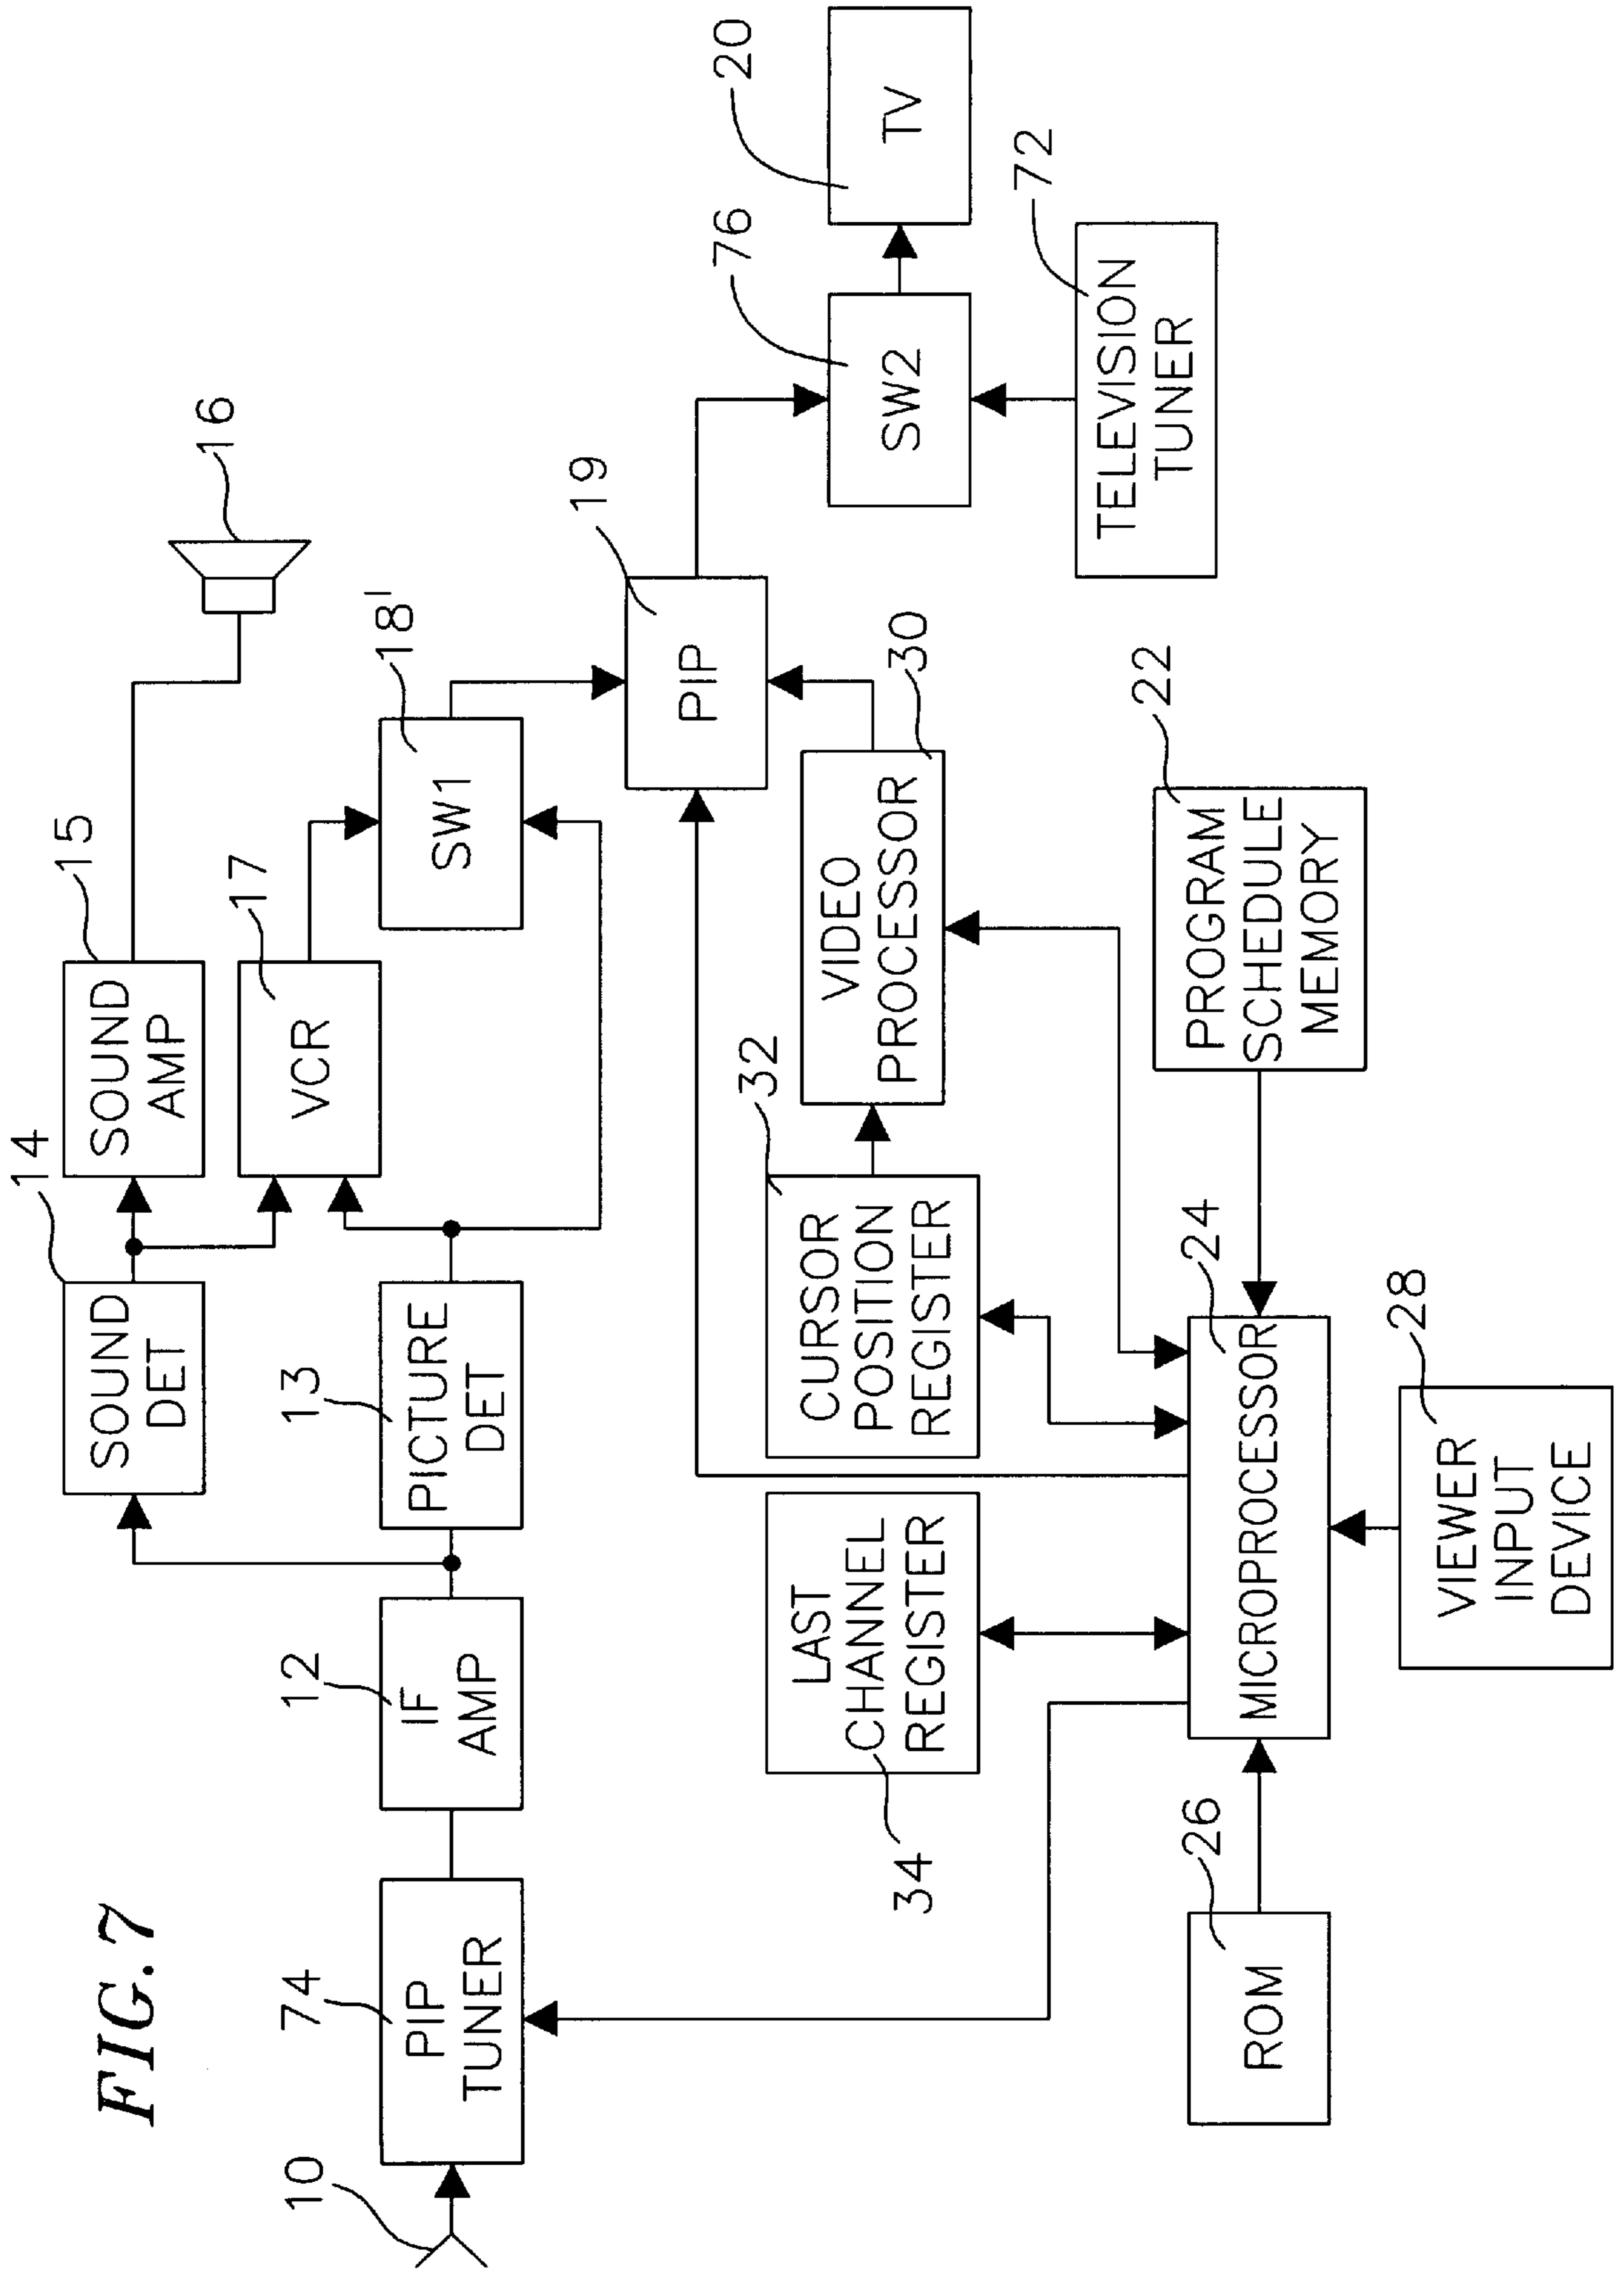 FIG.7
10
74
PIP
TUNER
12
IF
AMP
13
PICTURE
DET
14
SOUND
DET
15
SOUND
AMP
16
17
VCR
18'
SW1
19
PIP
76
SW2
20
TV
72
TELEVISION
TUNER
30
VIDEO
PROCESSOR
32
CURSOR
POSITION
REGISTER
34
LAST
CHANNEL
REGISTER
22
PROGRAM
SCHEDULE
MEMORY
24
MICROPROCESSOR
26
ROM
28
VIEWER
INPUT
DEVICE